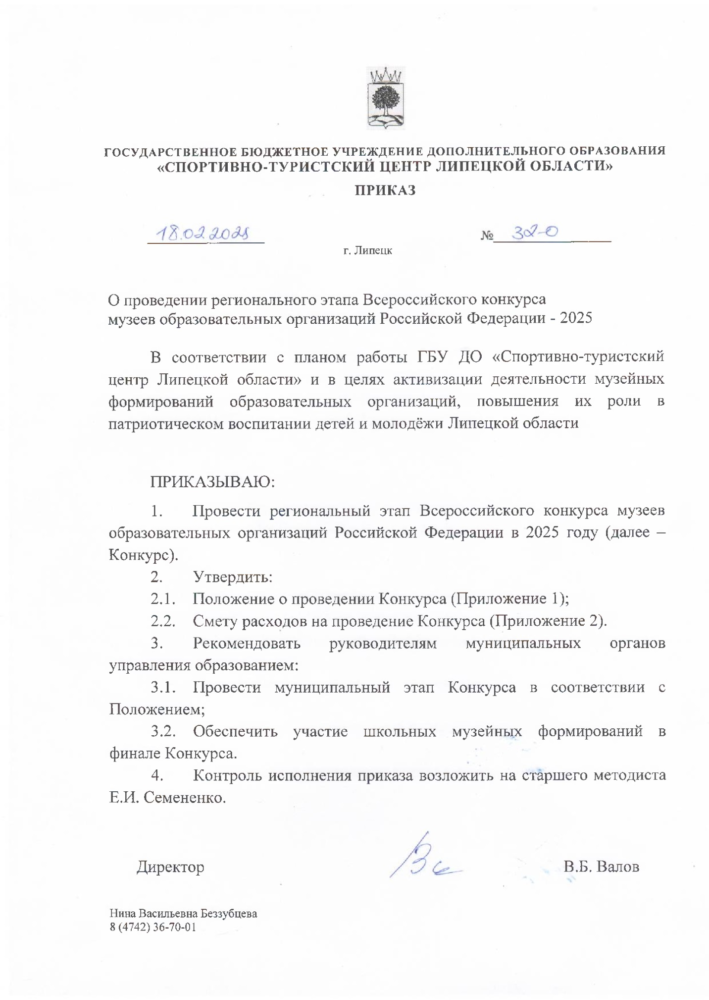 ГОСУДАРСТВЕННОЕ БЮДЖЕТНОЕ УЧРЕЖДЕНИЕ ДОПОЛНИТЕЛЬНОГО ОБРАЗОВАНИЯ
«СПОРТИВНО-ТУРИСТСКИЙ ЦЕНТР ЛИПЕЦКОЙ ОБЛАСТИ»
ПРИКАЗ
18.02.2025 № 32-О
г. Липецк
О проведении регионального этапа Всероссийского конкурса
музеев образовательных организаций Российской Федерации - 2025
В соответствии с планом работы ГБУ ДО «Спортивно-туристский
центр Липецкой области» и в целях активизации деятельности музейных
формирований образовательных организаций, повышения их роли в
патриотическом воспитании детей и молодёжи Липецкой области
ПРИКАЗЫВАЮ:
1. Провести региональный этап Всероссийского конкурса музеев
образовательных организаций Российской Федерации в 2025 году (далее –
Конкурс).
2. Утвердить:
2.1. Положение о проведении Конкурса (Приложение 1);
2.2. Смету расходов на проведение Конкурса (Приложение 2).
3. Рекомендовать руководителям муниципальных органов
управления образованием:
3.1. Провести муниципальный этап Конкурса в соответствии с
Положением;
3.2. Обеспечить участие школьных музейных формирований в
финале Конкурса.
4. Контроль исполнения приказа возложить на старшего методиста
Е.И. Семененко.
Директор В.Б. Валов
Нина Васильевна Беззубцева
8 (4742) 36-70-01